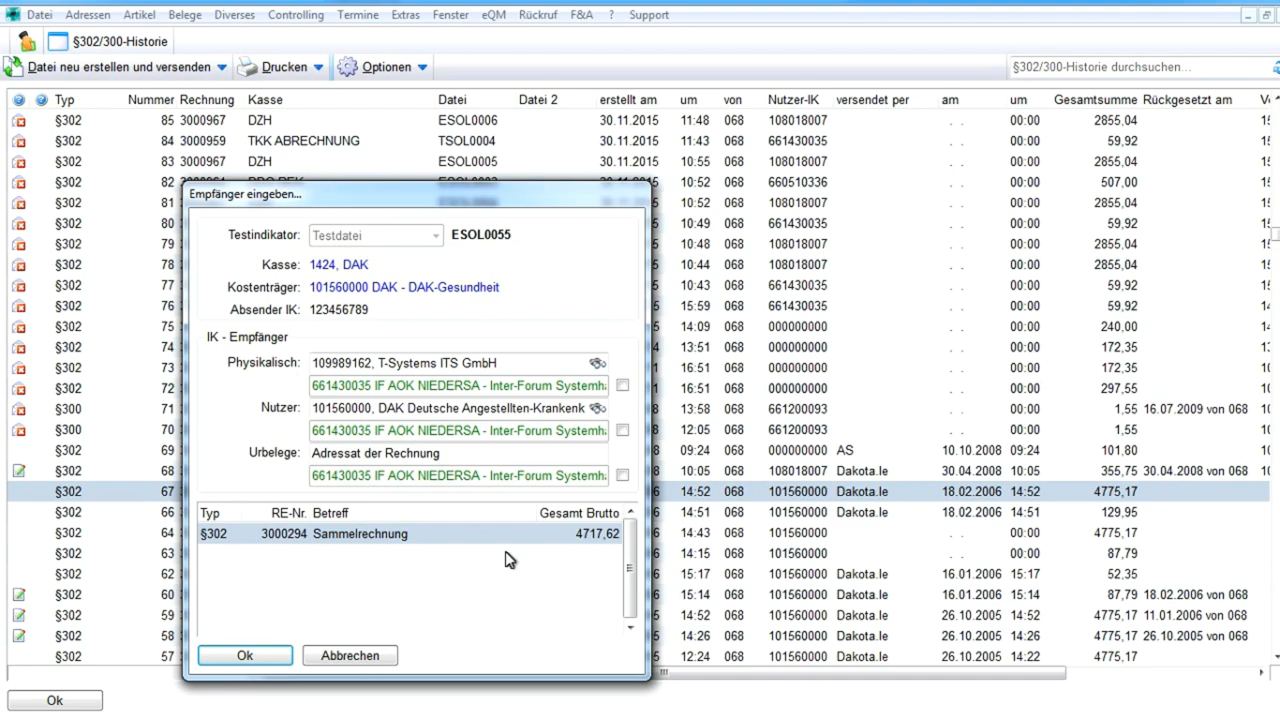 Datei Adressen Artikel Belege Diverses Controlling Termine Extras Fenster eQM Rückruf F&A ? Support
§302/300-Historie
Datei neu erstellen und versenden Drucken Optionen §302/300-Historie durchsuchen...
Typ Nummer Rechnung Kasse Datei Datei 2 erstellt am um von Nutzer-IK versendet per am um Gesamtsumme Rückgesetzt am
§302 85 3000967 DZH ESOL0006 30.11.2015 11:48 068 108018007 . . 00:00 2855,04
§302 84 3000959 TKK ABRECHNUNG TSOL0004 30.11.2015 11:43 068 661430035 . . 00:00 59,92
§302 83 3000967 DZH ESOL0005 30.11.2015 10:55 068 108018007 . . 00:00 2855,04
§302 82 10:52 068 660510336 . . 00:00 507,00
§302 81 10:52 068 108018007 . . 00:00 2855,04
§302 80 10:49 068 661430035 . . 00:00 59,92
§302 79 10:48 068 108018007 . . 00:00 2855,04
§302 78 10:44 068 108018007 . . 00:00 2855,04
§302 77 10:43 068 661430035 . . 00:00 59,92
§302 76 15:59 068 661430035 . . 00:00 59,92
§302 75 14:09 068 000000000 . . 00:00 240,00
§302 74 13:51 068 000000000 . . 00:00 172,35
§302 73 16:51 068 000000000 . . 00:00 172,35
§302 72 16:51 068 000000000 . . 00:00 297,55
§300 71 13:58 068 661200093 . . 00:00 1,55 16.07.2009 von 068
§300 70 12:05 068 661200093 . . 00:00 1,55
§302 69 09:24 068 000000000 AS 10.10.2008 09:24 101,80
§302 68 10:05 068 108018007 Dakota.le 30.04.2008 10:05 355,75 30.04.2008 von 068
§302 67 14:52 068 101560000 Dakota.le 18.02.2006 14:52 4775,17
§302 66 14:51 068 101560000 Dakota.le 18.02.2006 14:51 129,95
§302 64 14:43 068 101560000 . . 00:00 4775,17
§302 63 14:15 068 101560000 . . 00:00 87,79
§302 62 15:17 068 101560000 Dakota.le 16.01.2006 15:17 52,35
§302 60 15:14 068 101560000 Dakota.le 16.01.2006 15:14 87,79 18.02.2006 von 068
§302 59 14:52 068 101560000 Dakota.le 26.10.2005 14:52 4775,17 11.01.2006 von 068
§302 58 14:26 068 101560000 Dakota.le 26.10.2005 14:26 4775,17 26.10.2005 von 068
§302 57 12:24 068 101560000 Dakota.le 26.10.2005 14:22 4775,17
Empfänger eingeben...
Testindikator: Testdatei ESOL0055
Kasse: 1424, DAK
Kostenträger: 101560000 DAK - DAK-Gesundheit
Absender IK: 123456789
IK - Empfänger
Physikalisch: 109989162, T-Systems ITS GmbH
661430035 IF AOK NIEDERSA - Inter-Forum Systemh
Nutzer: 101560000, DAK Deutsche Angestellten-Krankenk
661430035 IF AOK NIEDERSA - Inter-Forum Systemh
Urbelege: Adressat der Rechnung
661430035 IF AOK NIEDERSA - Inter-Forum Systemh
Typ RE-Nr. Betreff Gesamt Brutto
§302 3000294 Sammelrechnung 4717,62
Ok Abbrechen
Ok